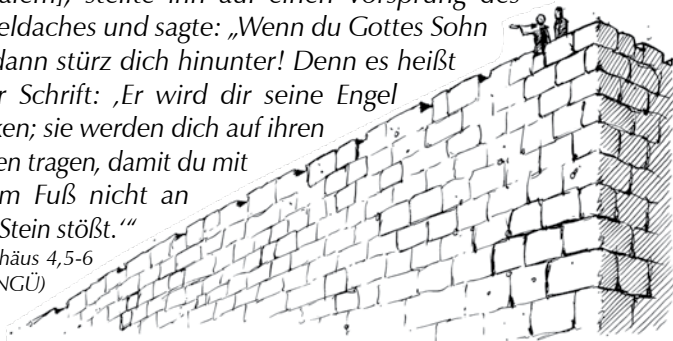 stellte ihn auf einen Vorsprung des
eldaches und sagte: „Wenn du Gottes Sohn
dann stürz dich hinunter! Denn es heißt
r Schrift: ‚Er wird dir seine Engel
ken; sie werden dich auf ihren
en tragen, damit du mit
m Fuß nicht an
Stein stößt.‘“
häus 4,5-6
NGÜ)